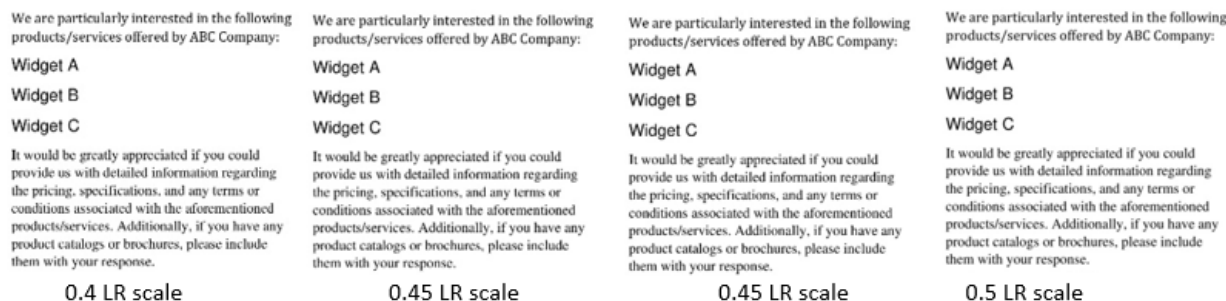 We are particularly interested in the following
products/services offered by ABC Company:
Widget A
Widget B
Widget C
It would be greatly appreciated if you could
provide us with detailed information regarding
the pricing, specifications, and any terms or
conditions associated with the aforementioned
products/services. Additionally, if you have any
product catalogs or brochures, please include
them with your response.
0.4 LR scale
We are particularly interested in the following
products/services offered by ABC Company:
Widget A
Widget B
Widget C
It would be greatly appreciated if you could
provide us with detailed information regarding
the pricing, specifications, and any terms or
conditions associated with the aforementioned
products/services. Additionally, if you have any
product catalogs or brochures, please include
them with your response.
0.45 LR scale
We are particularly interested in the following
products/services offered by ABC Company:
Widget A
Widget B
Widget C
It would be greatly appreciated if you could
provide us with detailed information regarding
the pricing, specifications, and any terms or
conditions associated with the aforementioned
products/services. Additionally, if you have any
product catalogs or brochures, please include
them with your response.
0.45 LR scale
We are particularly interested in the following
products/services offered by ABC Company:
Widget A
Widget B
Widget C
It would be greatly appreciated if you could
provide us with detailed information regarding
the pricing, specifications, and any terms or
conditions associated with the aforementioned
products/services. Additionally, if you have any
product catalogs or brochures, please include
them with your response.
0.5 LR scale